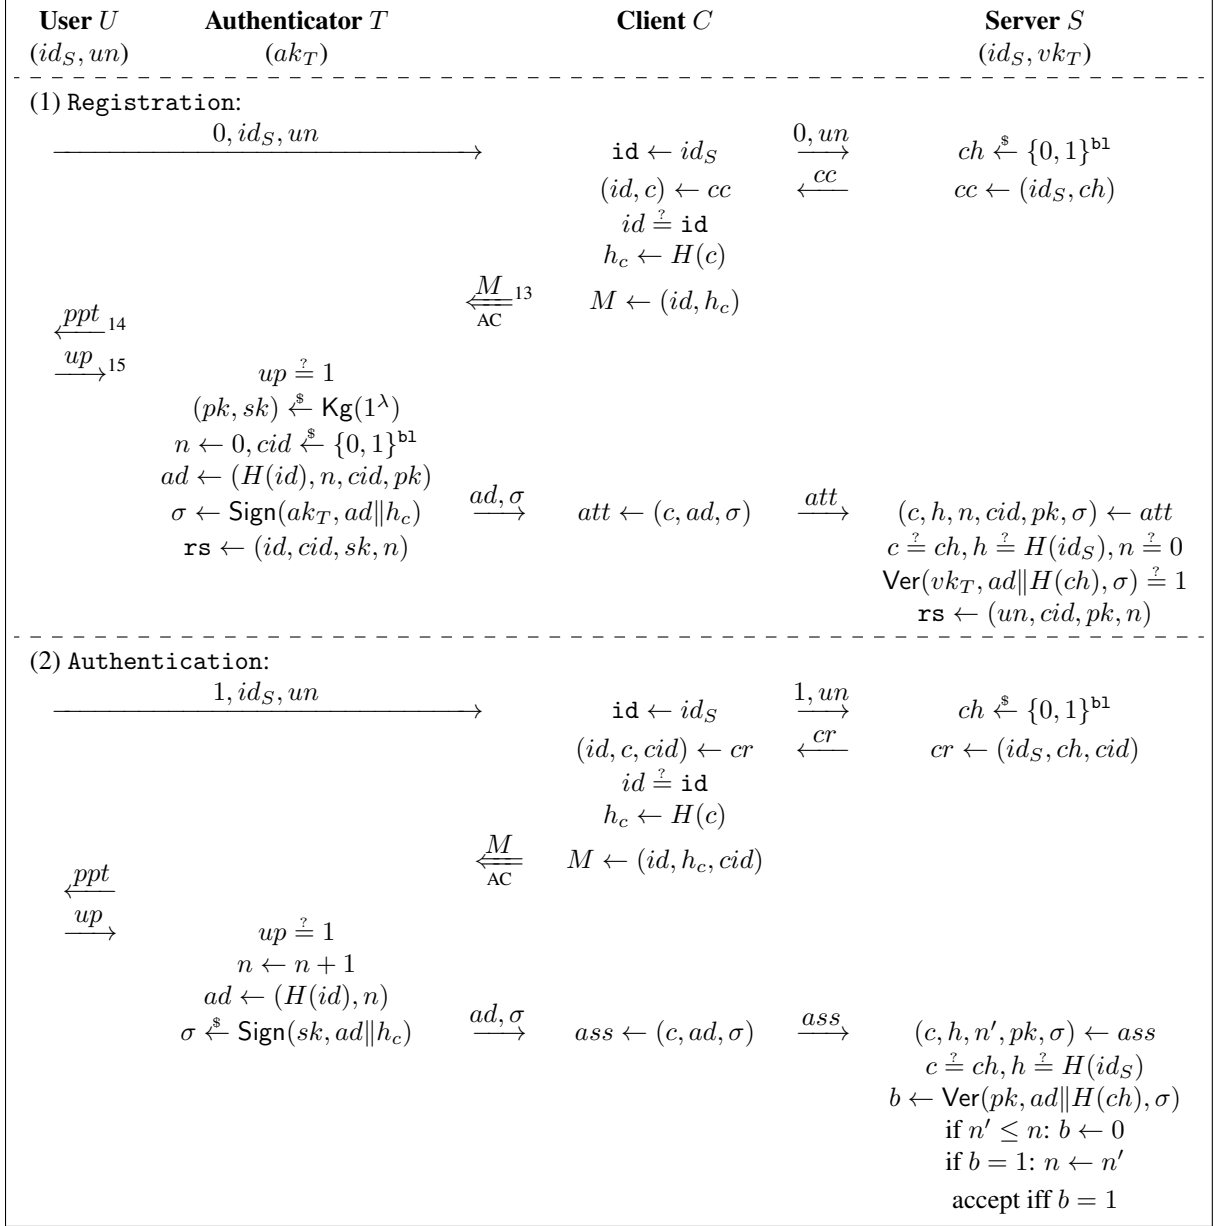 User U Authenticator T Client C Server S
(id_S, un) (ak_T) (id_S, vk_T)
(1) Registration:
0, id_S, un id ← id_S 0, un ch ←$ {0, 1}^bl
(id, c) ← cc cc cc ← (id_S, ch)
id ≟ id
h_c ← H(c)
M 13 AC M ← (id, h_c)
ppt 14
up 15 up ≟ 1
(pk, sk) ←$ Kg(1^λ)
n ← 0, cid ←$ {0, 1}^bl
ad ← (H(id), n, cid, pk)
σ ← Sign(ak_T, ad‖h_c) ad, σ att ← (c, ad, σ) att (c, h, n, cid, pk, σ) ← att
rs ← (id, cid, sk, n) c ≟ ch, h ≟ H(id_S), n ≟ 0
Ver(vk_T, ad‖H(ch), σ) ≟ 1
rs ← (un, cid, pk, n)
(2) Authentication:
1, id_S, un id ← id_S 1, un ch ←$ {0, 1}^bl
(id, c, cid) ← cr cr cr ← (id_S, ch, cid)
id ≟ id
h_c ← H(c)
M AC M ← (id, h_c, cid)
ppt
up up ≟ 1
n ← n + 1
ad ← (H(id), n)
σ ←$ Sign(sk, ad‖h_c) ad, σ ass ← (c, ad, σ) ass (c, h, n′, pk, σ) ← ass
c ≟ ch, h ≟ H(id_S)
b ← Ver(pk, ad‖H(ch), σ)
if n′ ≤ n: b ← 0
if b = 1: n ← n′
accept iff b = 1